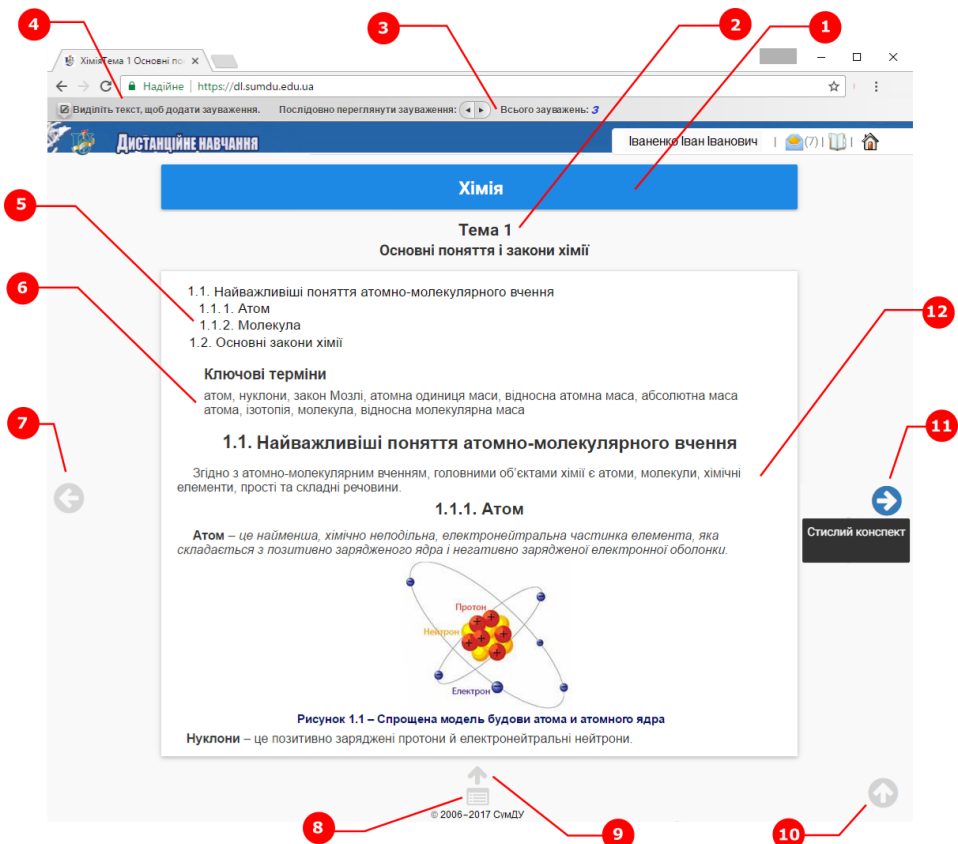 4
3
2
1
ХіміяТема 1 Основні по
Надійне | https://dl.sumdu.edu.ua
Виділіть текст, щоб додати зауваження. Послідовно переглянути зауваження: Всього зауважень: 3
Дистанційне навчання
Іваненко Іван Іванович | (7) | |
Хімія
5
Тема 1
Основні поняття і закони хімії
6
1.1. Найважливіші поняття атомно-молекулярного вчення
1.1.1. Атом
12
1.1.2. Молекула
1.2. Основні закони хімії
Ключові терміни
атом, нуклони, закон Мозлі, атомна одиниця маси, відносна атомна маса, абсолютна маса
атома, ізотопія, молекула, відносна молекулярна маса
7
11
1.1. Найважливіші поняття атомно-молекулярного вчення
Згідно з атомно-молекулярним вченням, головними об’єктами хімії є атоми, молекули, хімічні
елементи, прості та складні речовини.
1.1.1. Атом
Стислий конспект
Атом – це найменша, хімічно неподільна, електронейтральна частинка елемента, яка
складається з позитивно зарядженого ядра і негативно зарядженої електронної оболонки.
Протон
Нейтрон
Електрон
Рисунок 1.1 – Спрощена модель будови атома и атомного ядра
Нуклони – це позитивно заряджені протони й електронейтральні нейтрони.
© 2006–2017 СумДУ
8
9
10